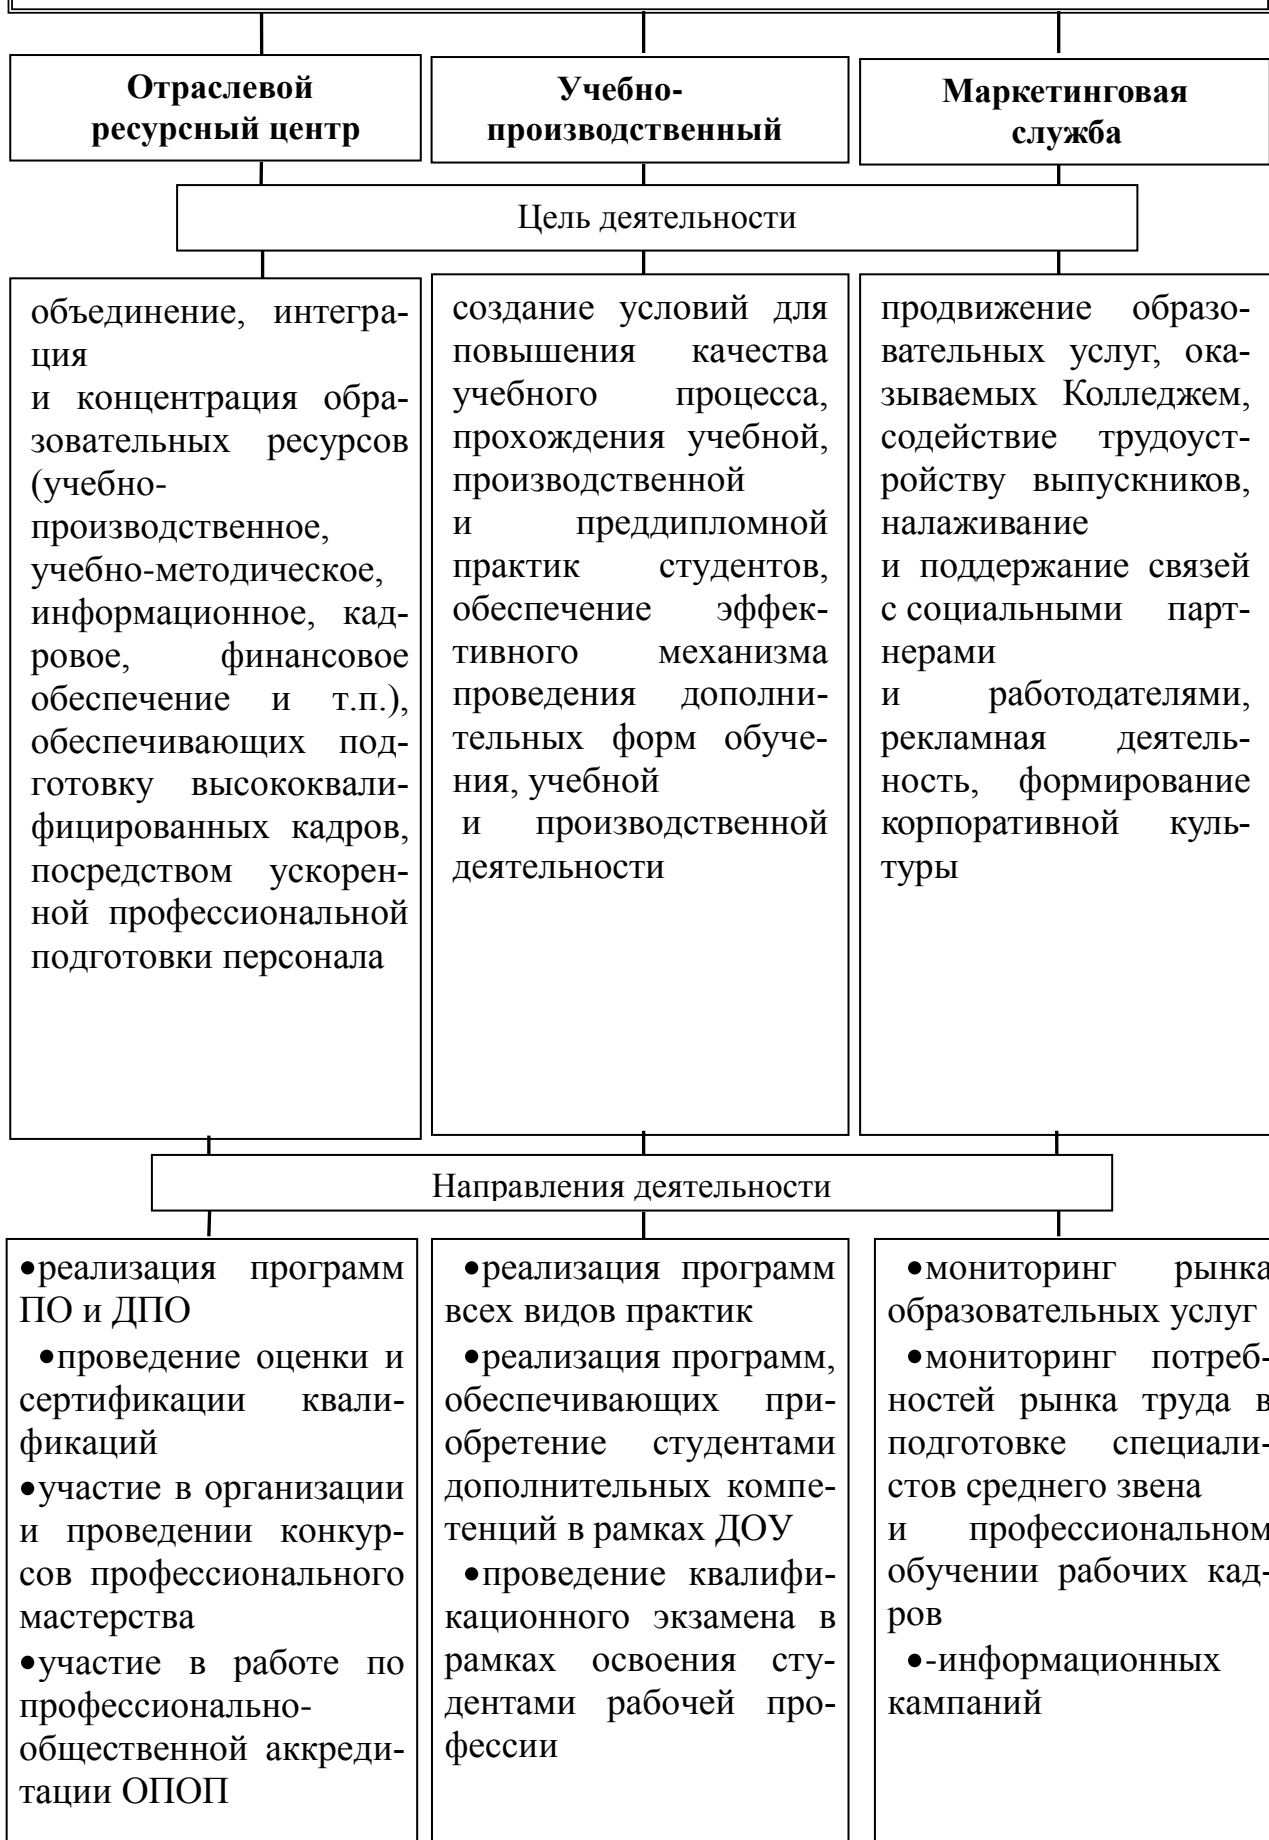 Отраслевой
ресурсный центр
Учебно-
производственный
Маркетинговая
служба
Цель деятельности
объединение, интегра-
ция
и концентрация обра-
зовательных ресурсов
(учебно-
производственное,
учебно-методическое,
информационное, кад-
ровое, финансовое
обеспечение и т.п.),
обеспечивающих под-
готовку высококвали-
фицированных кадров,
посредством ускорен-
ной профессиональной
подготовки персонала
создание условий для
повышения качества
учебного процесса,
прохождения учебной,
производственной
и преддипломной
практик студентов,
обеспечение эффек-
тивного механизма
проведения дополни-
тельных форм обуче-
ния, учебной
и производственной
деятельности
продвижение образо-
вательных услуг, ока-
зываемых Колледжем,
содействие трудоуст-
ройству выпускников,
налаживание
и поддержание связей
с социальными парт-
нерами
и работодателями,
рекламная деятель-
ность, формирование
корпоративной куль-
туры
Направления деятельности
•реализация программ
ПО и ДПО
•проведение оценки и
сертификации квали-
фикаций
•участие в организации
и проведении конкур-
сов профессионального
мастерства
•участие в работе по
профессионально-
общественной аккреди-
тации ОПОП
•реализация программ
всех видов практик
•реализация программ,
обеспечивающих при-
обретение студентами
дополнительных компе-
тенций в рамках ДОУ
•проведение квалифи-
кационного экзамена в
рамках освоения сту-
дентами рабочей про-
фессии
•мониторинг рынка
образовательных услуг
•мониторинг потреб-
ностей рынка труда в
подготовке специали-
стов среднего звена
и профессиональном
обучении рабочих кад-
ров
•-информационных
кампаний